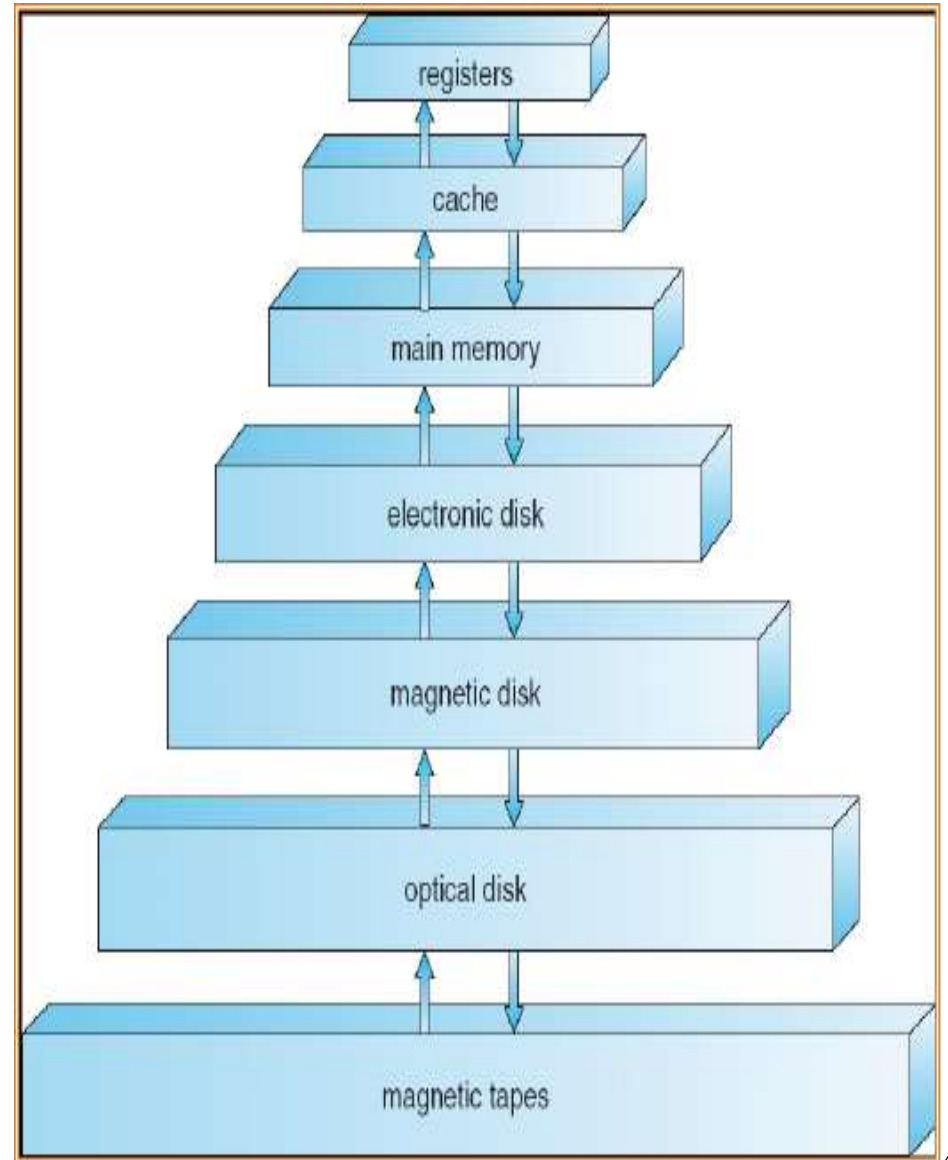 registers
cache
main memory
electronic disk
magnetic disk
optical disk
magnetic tapes